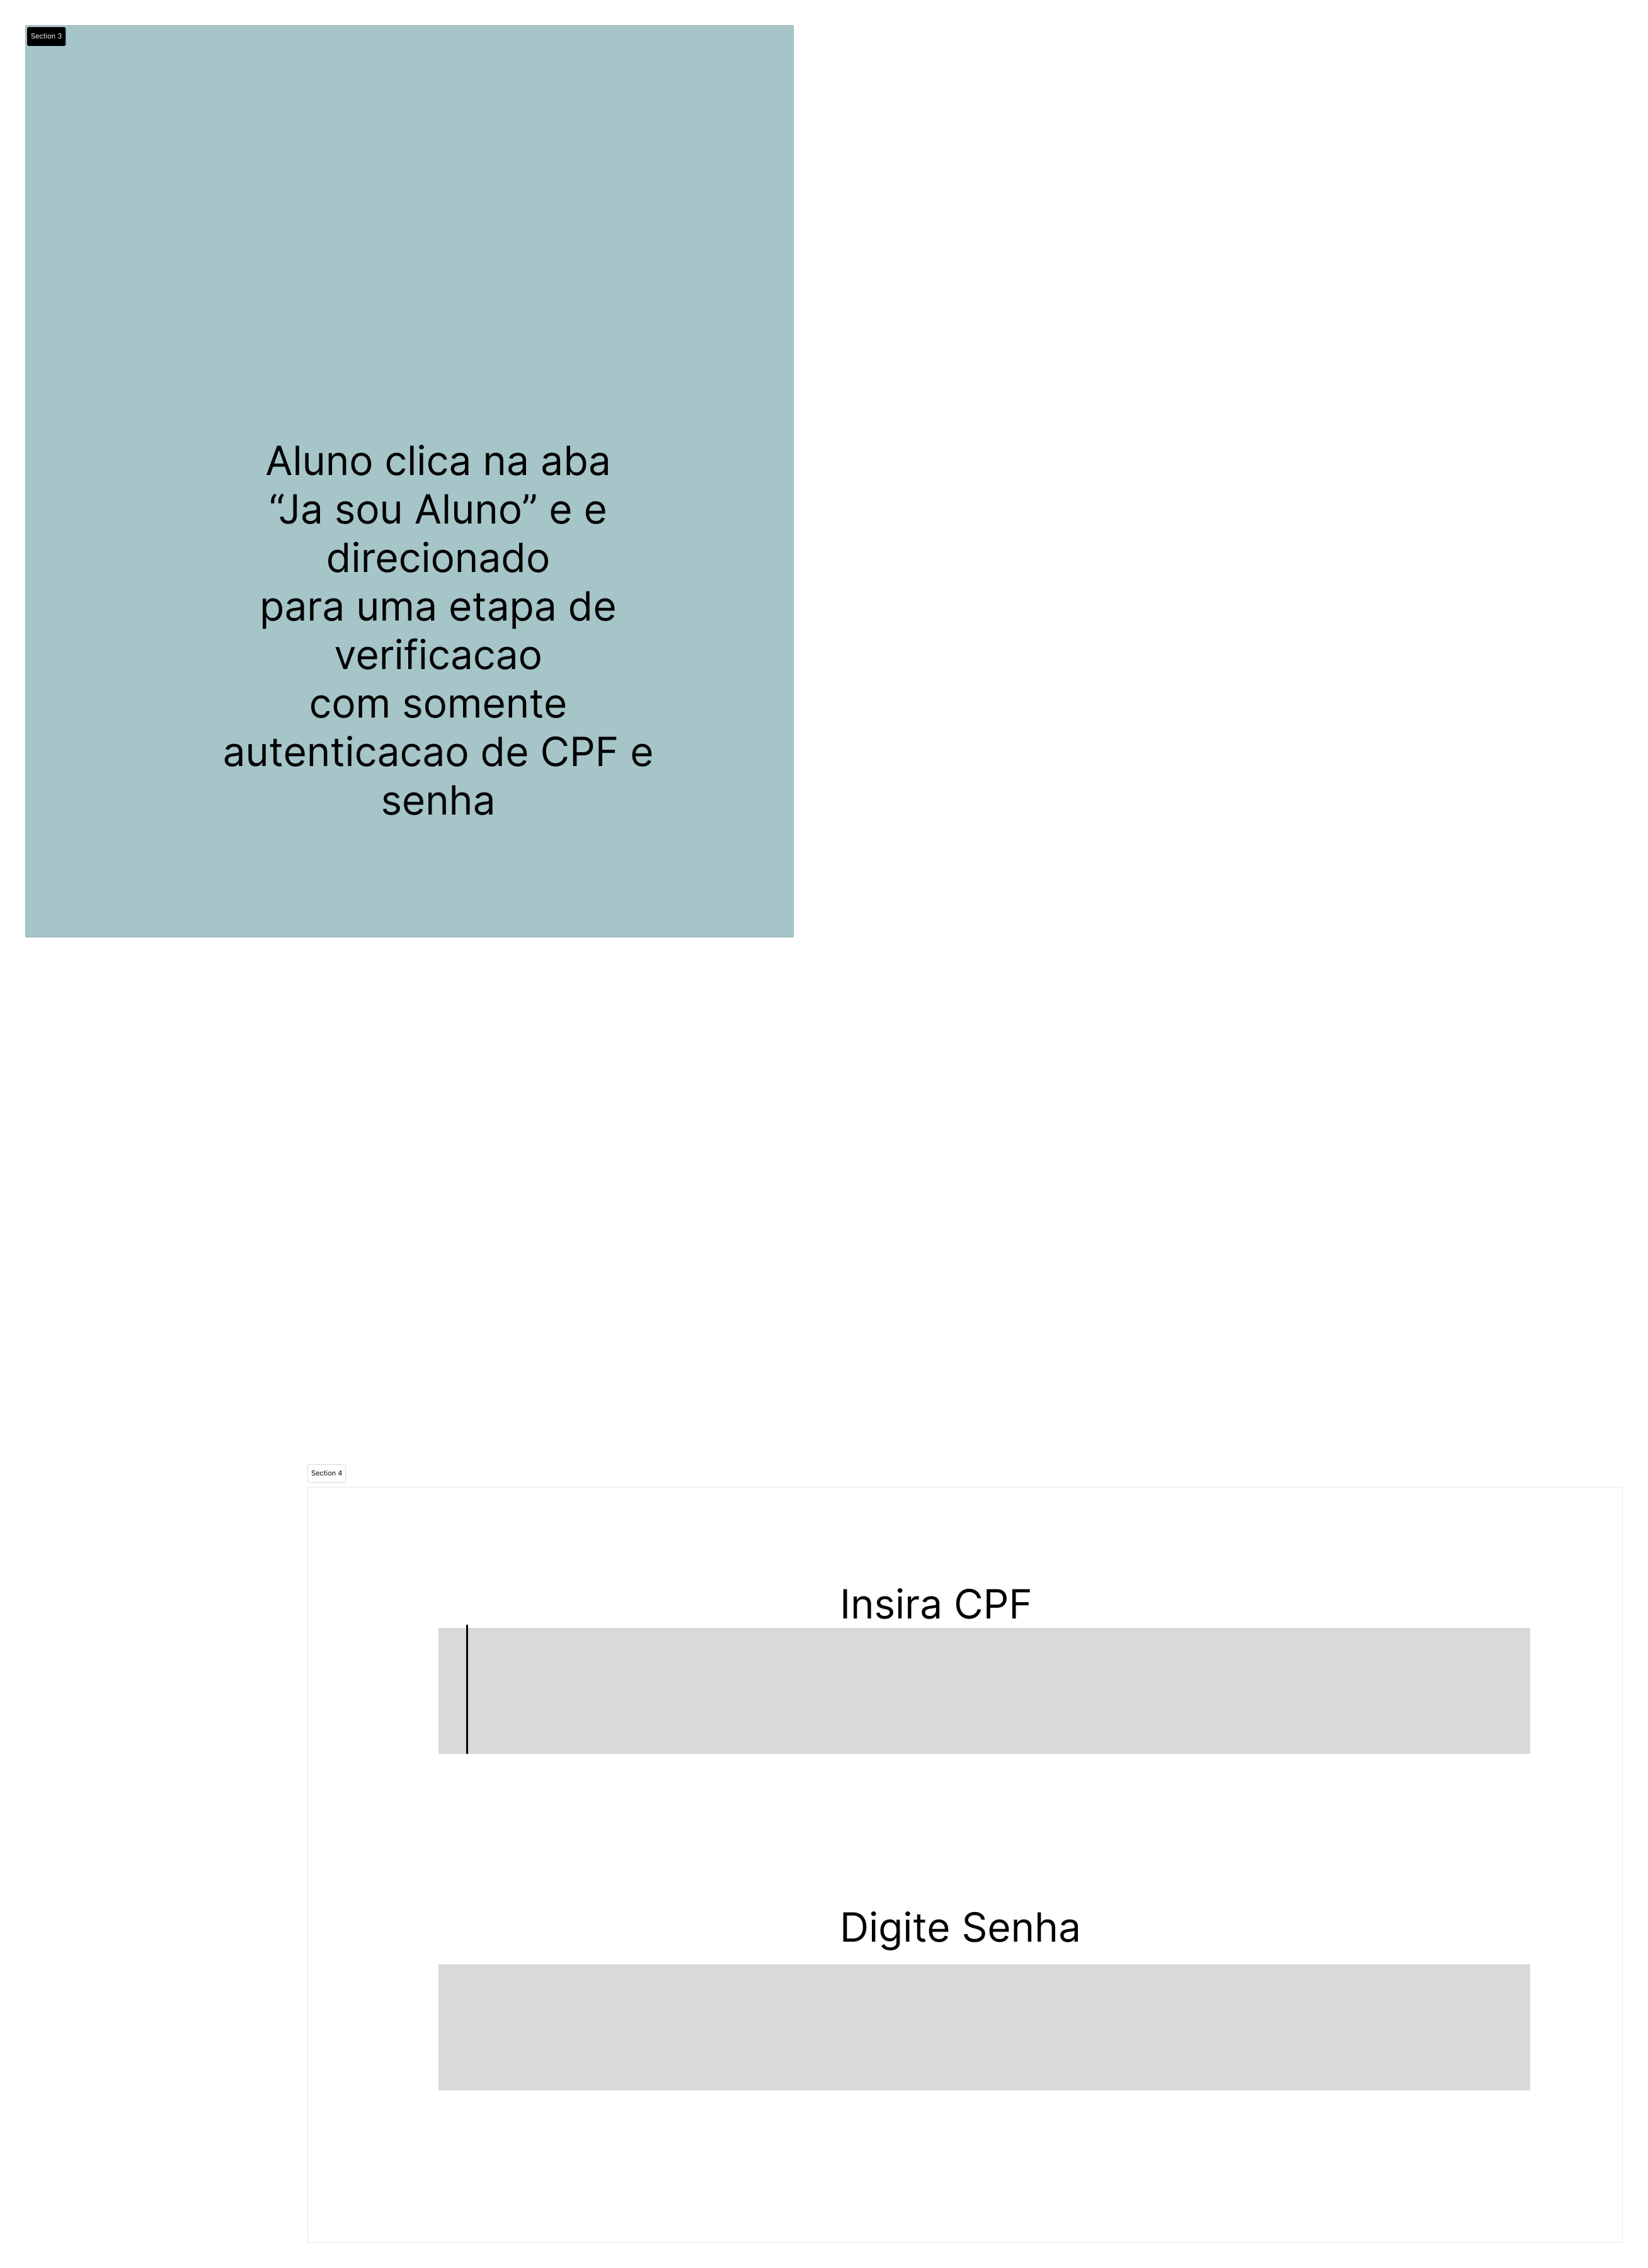 Section 3
Aluno clica na aba
“Ja sou Aluno” e e
direcionado
para uma etapa de
verificacao
com somente
autenticacao de CPF e
senha
Section 4
Insira CPF
Digite Senha